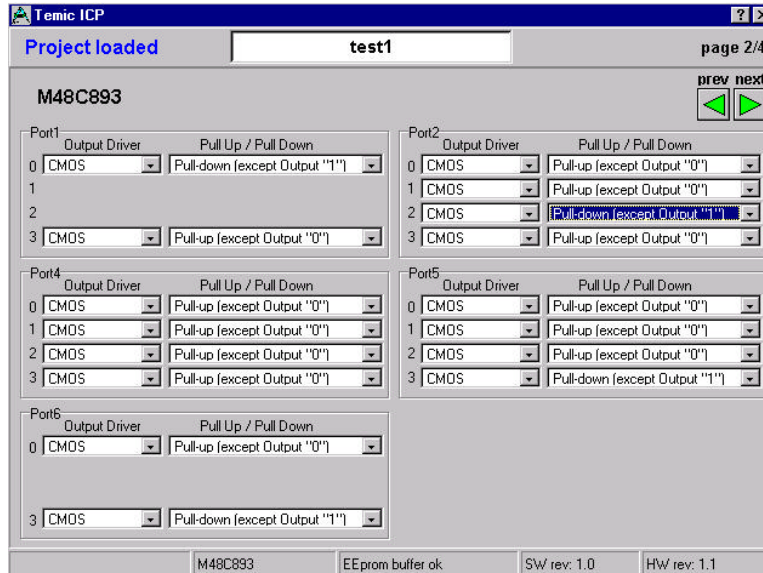 Temic ICP
Project loaded test1 page 2/4
prev next
M48C893
Port1
Output Driver Pull Up / Pull Down
0 CMOS Pull-down (except Output "1")
1
2
3 CMOS Pull-up (except Output "0")
Port2
Output Driver Pull Up / Pull Down
0 CMOS Pull-up (except Output "0")
1 CMOS Pull-up (except Output "0")
2 CMOS Pull-down (except Output "1")
3 CMOS Pull-up (except Output "0")
Port4
Output Driver Pull Up / Pull Down
0 CMOS Pull-up (except Output "0")
1 CMOS Pull-up (except Output "0")
2 CMOS Pull-up (except Output "0")
3 CMOS Pull-up (except Output "0")
Port5
Output Driver Pull Up / Pull Down
0 CMOS Pull-up (except Output "0")
1 CMOS Pull-up (except Output "0")
2 CMOS Pull-up (except Output "0")
3 CMOS Pull-down (except Output "1")
Port6
Output Driver Pull Up / Pull Down
0 CMOS Pull-up (except Output "0")
3 CMOS Pull-down (except Output "1")
M48C893 EEprom buffer ok SW rev: 1.0 HW rev: 1.1